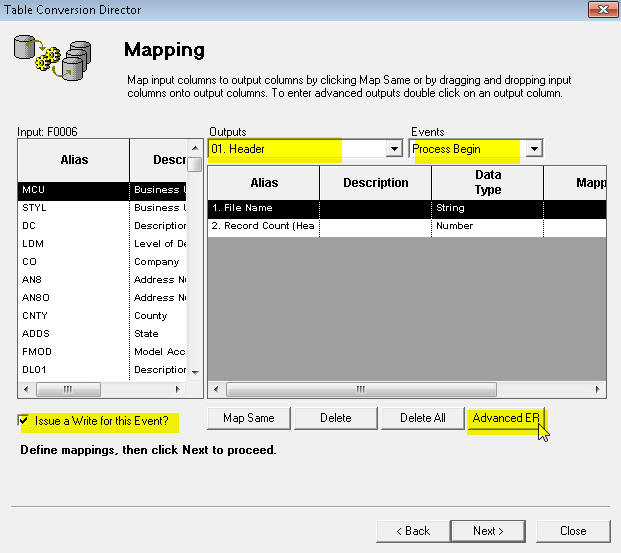 Table Conversion Director
Mapping
Map input columns to output columns by clicking Map Same or by dragging and dropping input
columns onto output columns. To enter advanced outputs double click on an output column.
Input: F0006
Outputs
Events
01. Header
Process Begin
Alias Descr
MCU Business U
STYL Business U
DC Description
LDM Level of De
CO Company
AN8 Address Nu
AN8O Address Nu
CNTY County
ADDS State
FMOD Model Acc
DL01 Description
Alias Description Data Type Mapp
1. File Name String
2. Record Count (Hea Number
Issue a Write for this Event?
Map Same
Delete
Delete All
Advanced ER
Define mappings, then click Next to proceed.
< Back
Next >
Close